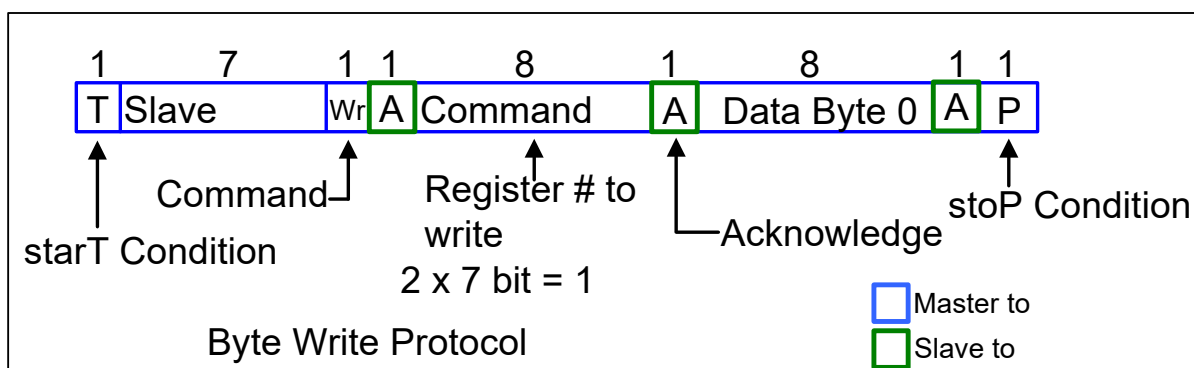 1 7 1 1 8 1 8 1 1
T Slave Wr A Command A Data Byte 0 A P
Command
Register # to
write
2 x 7 bit = 1
Acknowledge
stoP Condition
starT Condition
Master to
Slave to
Byte Write Protocol